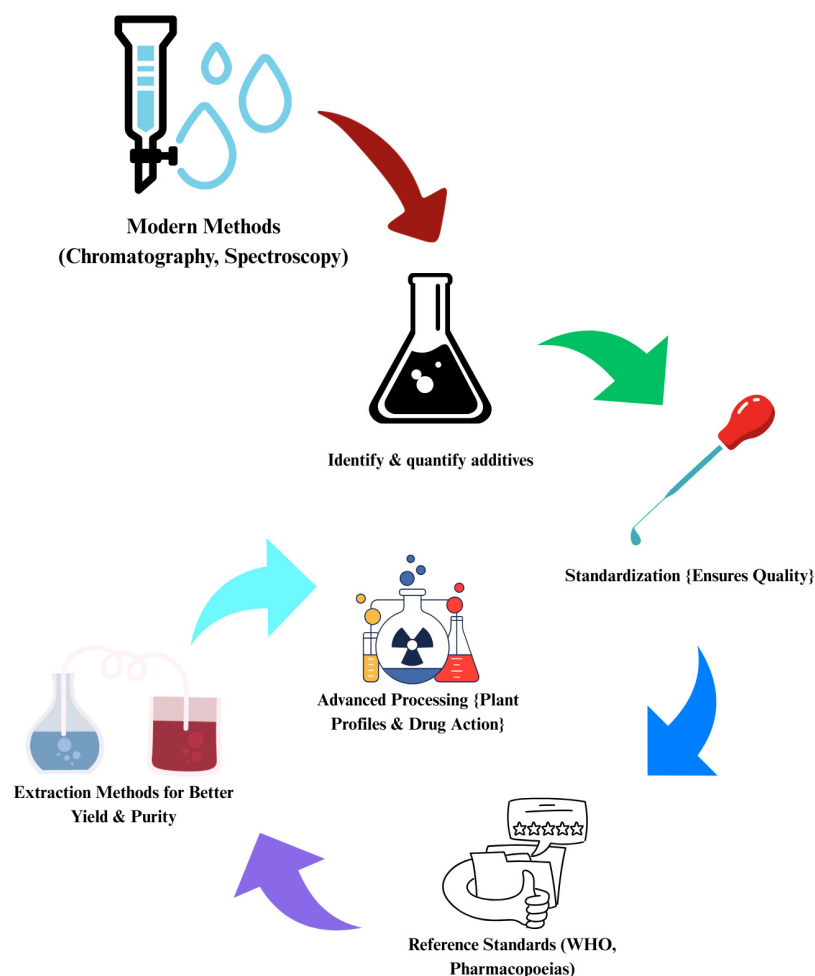 Modern Methods
(Chromatography, Spectroscopy)
Identify & quantify additives
Standardization {Ensures Quality}
Advanced Processing {Plant
Profiles & Drug Action}
Extraction Methods for Better
Yield & Purity
Reference Standards (WHO,
Pharmacopoeias)